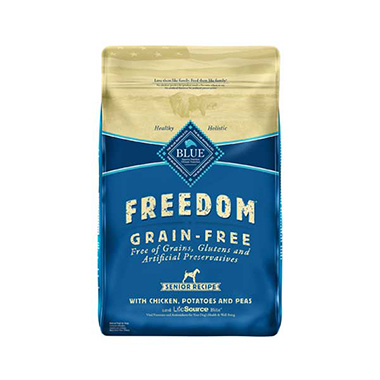 Love them like family. Feed them like family.
Healthy Holistic
BLUE
FREEDOM
GRAIN-FREE
Free of Grains, Glutens and
Artificial Preservatives
SENIOR RECIPE
WITH CHICKEN, POTATOES AND PEAS
and LifeSource Bits